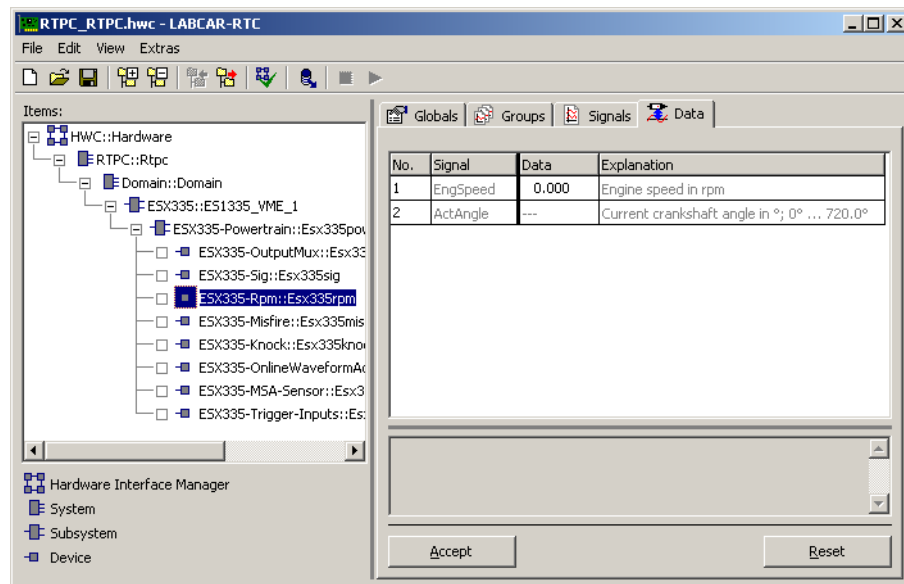 RTPC_RTPC.hwc - LABCAR-RTC
File Edit View Extras
Items:
HWC::Hardware
RTPC::Rtpc
Domain::Domain
ESX335::ES1335_VME_1
ESX335-Powertrain::Esx335pow
ESX335-OutputMux::Esx33
ESX335-Sig::Esx335sig
ESX335-Rpm::Esx335rpm
ESX335-Misfire::Esx335mis
ESX335-Knock::Esx335kno
ESX335-OnlineWaveformAc
ESX335-MSA-Sensor::Esx3
ESX335-Trigger-Inputs::Es
Hardware Interface Manager
System
Subsystem
Device
Globals Groups Signals Data
No. Signal Data Explanation
1 EngSpeed 0.000 Engine speed in rpm
2 ActAngle --- Current crankshaft angle in °; 0° ... 720.0°
Accept Reset